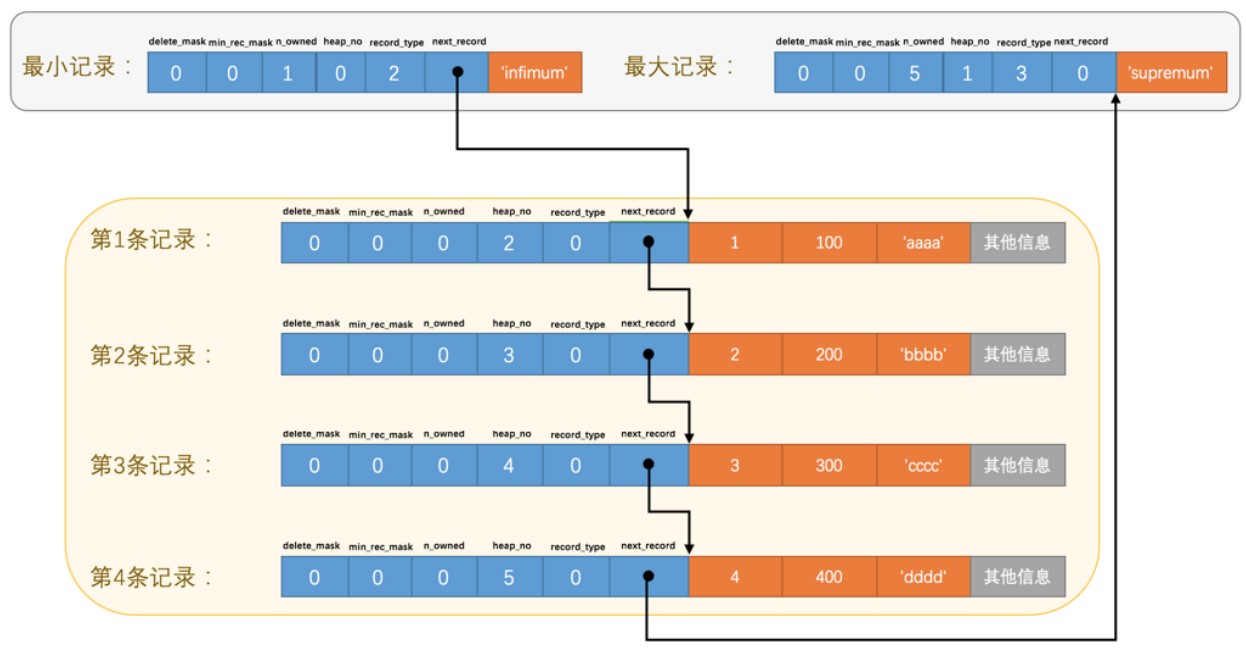 delete_mask min_rec_mask n_owned heap_no record_type next_record
最小记录： 0 0 1 0 2 'infimum'
delete_mask min_rec_mask n_owned heap_no record_type next_record
最大记录： 0 0 5 1 3 0 'supremum'
delete_mask min_rec_mask n_owned heap_no record_type next_record
第1条记录： 0 0 0 2 0 1 100 'aaaa' 其他信息
delete_mask min_rec_mask n_owned heap_no record_type next_record
第2条记录： 0 0 0 3 0 2 200 'bbbb' 其他信息
delete_mask min_rec_mask n_owned heap_no record_type next_record
第3条记录： 0 0 0 4 0 3 300 'cccc' 其他信息
delete_mask min_rec_mask n_owned heap_no record_type next_record
第4条记录： 0 0 0 5 0 4 400 'dddd' 其他信息